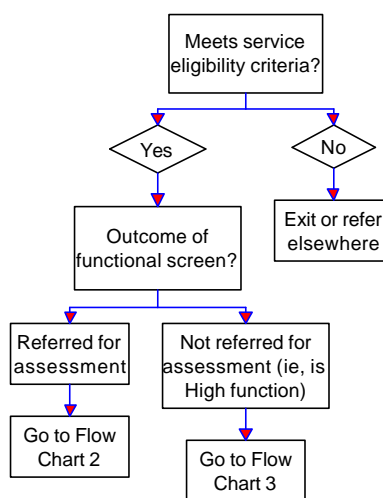 Meets service
eligibility criteria?
Yes
No
Exit or refer
elsewhere
Outcome of
functional screen?
Referred for
assessment
Not referred for
assessment (ie, is
High function)
Go to Flow
Chart 2
Go to Flow
Chart 3